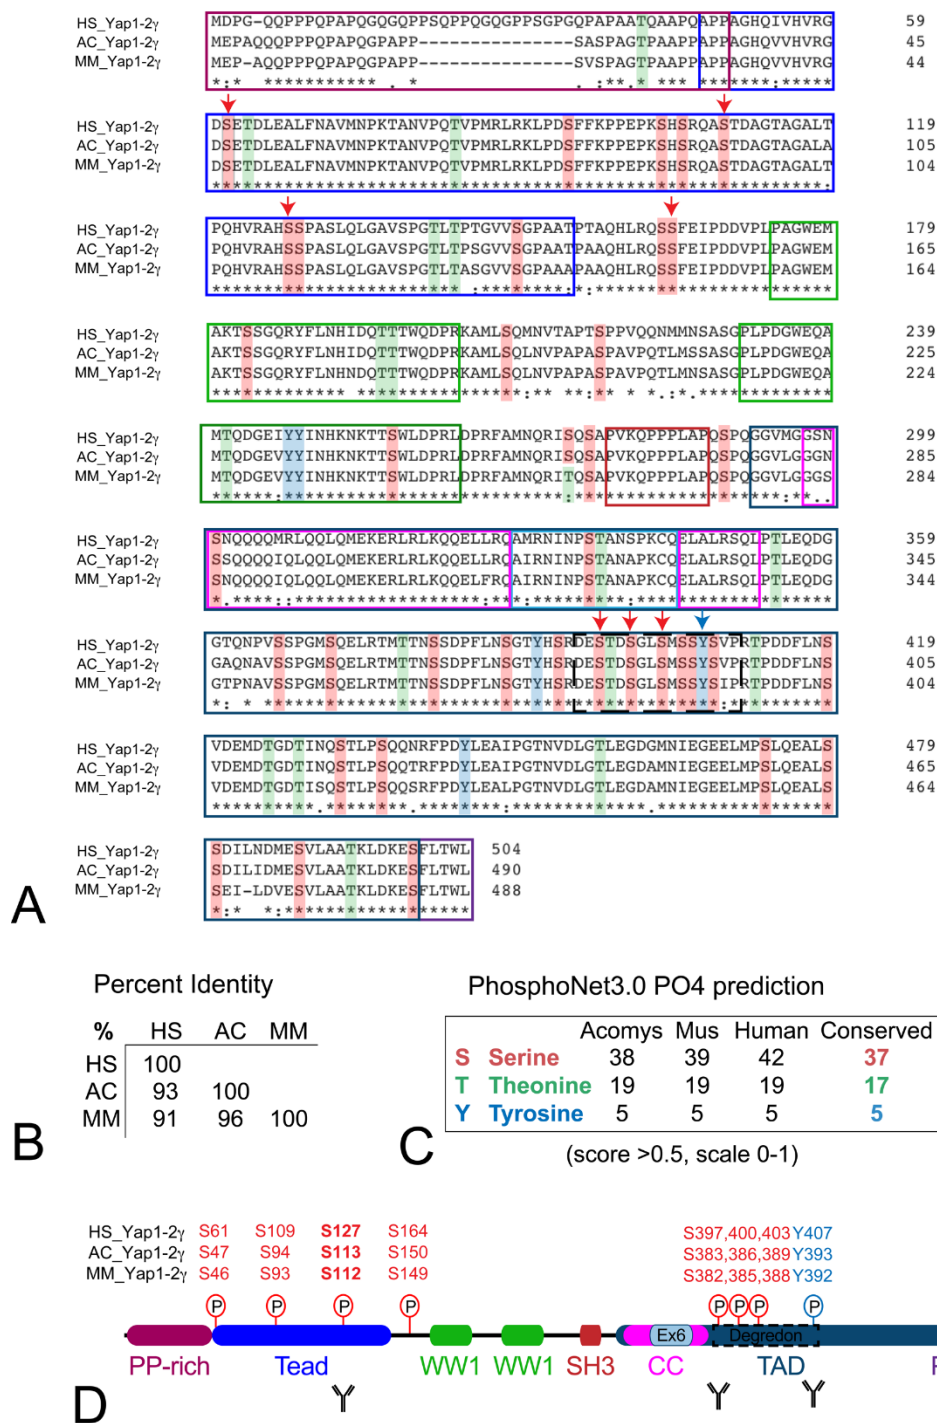 HS_Yap1-2γ MDPG-QQPPPQPAPQGQGQPPSQPPQGQGPPSGPGQPAPAATQAAPQAPPAGHQIVHVRG 59
AC_Yap1-2γ MEPAQQQPPPQPAPQGPAPP---------------SASPAGTPAAPPAPPAGHQVVHVRG 45
MM_Yap1-2γ MEP-AQQPPPQPAPQGPAPP---------------SVSPAGTPAAPPAPPAGHQVVHVRG 44
HS_Yap1-2γ DSETDLEALFNAVMNPKTANVPQTVPMRLRKLPDSFFKPPEPKSHSRQASTDAGTAGALT 119
AC_Yap1-2γ DSETDLEALFNAVMNPKTANVPQTVPMRLRKLPDSFFKPPEPKSHSRQASTDAGTAGALA 105
MM_Yap1-2γ DSETDLEALFNAVMNPKTANVPQTVPMRLRKLPDSFFKPPEPKSHSRQASTDAGTAGALT 104
HS_Yap1-2γ PQHVRAHSSPASLQLGAVSPGTLTPTGVVSGPAATPTAQHLRQSSFEIPDDVPLPAGWEM 179
AC_Yap1-2γ PQHVRAHSSPASLQLGAVSPGTLTPSGVVSGPAATPAAQHLRQSSFEIPDDVPLPAGWEM 165
MM_Yap1-2γ PQHVRAHSSPASLQLGAVSPGTLTASGVVSGPAAAPAAQHLRQSSFEIPDDVPLPAGWEM 164
HS_Yap1-2γ AKTSSGQRYFLNHIDQTTTWQDPRKAMLSQMNVTAPTSPPVQQNMMNSASGPLPDGWEQA 239
AC_Yap1-2γ AKTSSGQRYFLNHIDQTTTWQDPRKAMLSQLNVPAPASPAVPQTLMSSASGPLPDGWEQA 225
MM_Yap1-2γ AKTSSGQRYFLNHNDQTTTWQDPRKAMLSQLNVPAPASPAVPQTLMNSASGPLPDGWEQA 224
HS_Yap1-2γ MTQDGEIYYINHKNKTTSWLDPRLDPRFAMNQRISQSAPVKQPPPLAPQSPQGGVMGGSN 299
AC_Yap1-2γ MTQDGEVYYINHKNKTTSWLDPRLDPRFAMNQRISQSAPVKQPPPLAPQSPQGGVLGGGN 285
MM_Yap1-2γ MTQDGEVYYINHKNKTTSWLDPRLDPRFAMNQRITQSAPVKQPPPLAPQSPQGGVLGGGS 284
HS_Yap1-2γ SNQQQQMRLQQLQMEKERLRLKQQELLRQAMRNINPSTANSPKCQELALRSQLPTLEQDG 359
AC_Yap1-2γ SSQQQQIQLQQLQMEKERLRLKQQELLRQAIRNINPSTANAPKCQELALRSQLPTLEQDG 345
MM_Yap1-2γ SNQQQQIQLQQLQMEKERLRLKQQELFRQAIRNINPSTANAPKCQELALRSQLPTLEQDG 344
HS_Yap1-2γ GTQNPVSSPGMSQELRTMTTNSSDPFLNSGTYHSRDESTDSGLSMSSYSVPRTPDDFLNS 419
AC_Yap1-2γ GAQNAVSSPGMSQELRTMTTNSSDPFLNSGTYHSRDESTDSGLSMSSYSVPRTPDDFLNS 405
MM_Yap1-2γ GTPNAVSSPGMSQELRTMTTNSSDPFLNSGTYHSRDESTDSGLSMSSYSIPRTPDDFLNS 404
HS_Yap1-2γ VDEMDTGDTINQSTLPSQQNRFPDYLEAIPGTNVDLGTLEGDGMNIEGEELMPSLQEALS 479
AC_Yap1-2γ VDEMDTGDTINQSTLPSQQTRFPDYLEAIPGTNVDLGTLEGDAMNIEGEELMPSLQEALS 465
MM_Yap1-2γ VDEMDTGDTISQSTLPSQQSRFPDYLEALPGTNVDLGTLEGDAMNIEGEELMPSLQEALS 464
HS_Yap1-2γ SDILNDMESVLAATKLDKESFLTWL 504
AC_Yap1-2γ SDILIDMESVLAATKLDKESFLTWL 490
MM_Yap1-2γ SEI-LDVESVLAATKLDKESFLTWL 488
A
Percent Identity
% HS AC MM
HS 100
AC 93 100
MM 91 96 100
B
PhosphoNet3.0 PO4 prediction
Acomys Mus Human Conserved
S Serine 38 39 42 37
T Theonine 19 19 19 17
Y Tyrosine 5 5 5 5
(score >0.5, scale 0-1)
C
HS_Yap1-2γ S61 S109 S127 S164 S397,400,403 Y407
AC_Yap1-2γ S47 S94 S113 S150 S383,386,389 Y393
MM_Yap1-2γ S46 S93 S112 S149 S382,385,388 Y392
P P P P P P P P
Ex6 Degredon
PP-rich Tead WW1 WW1 SH3 CC TAD P
D